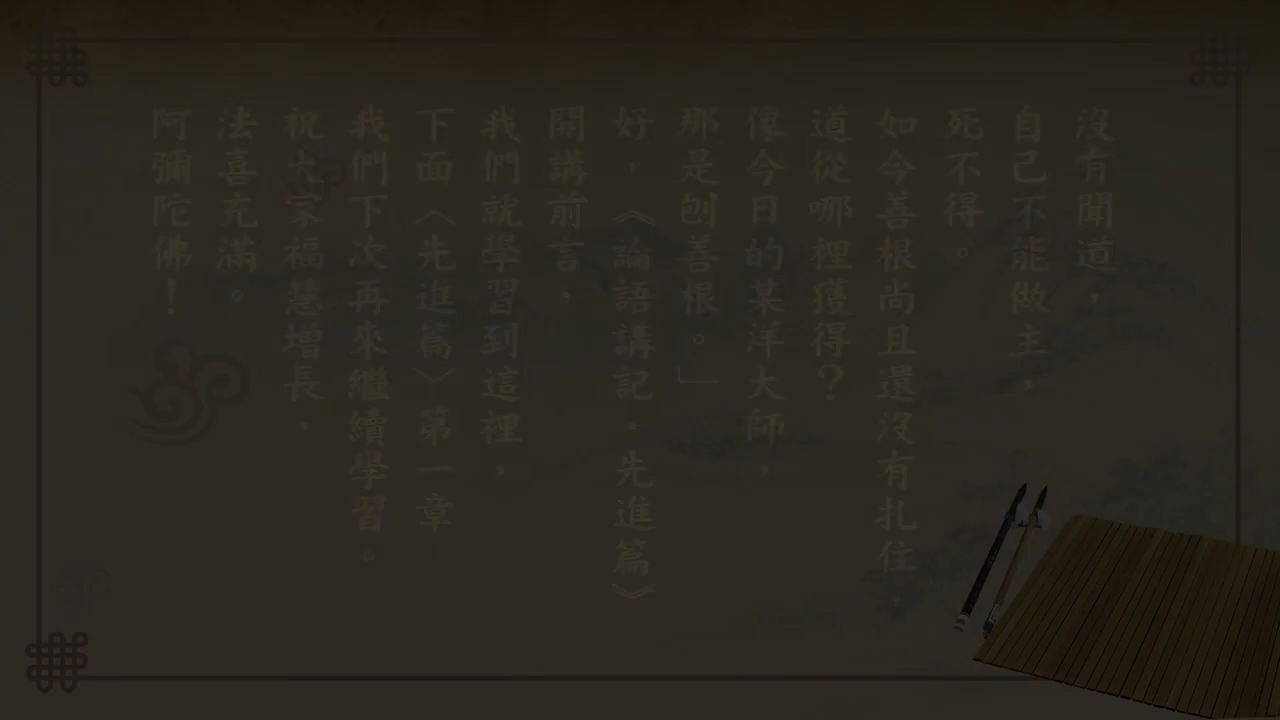 沒有聞道，
自己不能做主，
死不得。
如今善根尚且還沒有扎住，
道從哪裡獲得？
像今日的某洋大師，
那是刨善根。」
好，《論語講記．先進篇》
開講前言，
我們就學習到這裡，
下面〈先進篇〉第一章
我們下次再來繼續學習。
祝大家福慧增長，
法喜充滿。
阿彌陀佛！